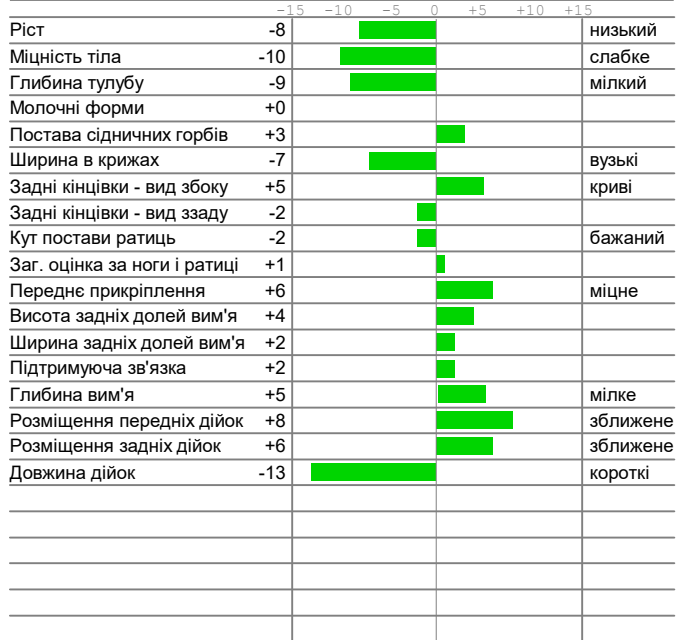 -15 -10 -5 0 +5 +10 +15
Ріст -8 низький
Міцність тіла -10 слабке
Глибина тулубу -9 мілкий
Молочні форми +0
Постава сідничних горбів +3
Ширина в крижах -7 вузькі
Задні кінцівки - вид збоку +5 криві
Задні кінцівки - вид ззаду -2
Кут постави ратиць -2 бажаний
Заг. оцінка за ноги і ратиці +1
Переднє прикріплення +6 міцне
Висота задніх долей вим'я +4
Ширина задніх долей вим'я +2
Підтримуюча зв'язка +2
Глибина вим'я +5 мілке
Розміщення передніх дійок +8 зближене
Розміщення задніх дійок +6 зближене
Довжина дійок -13 короткі